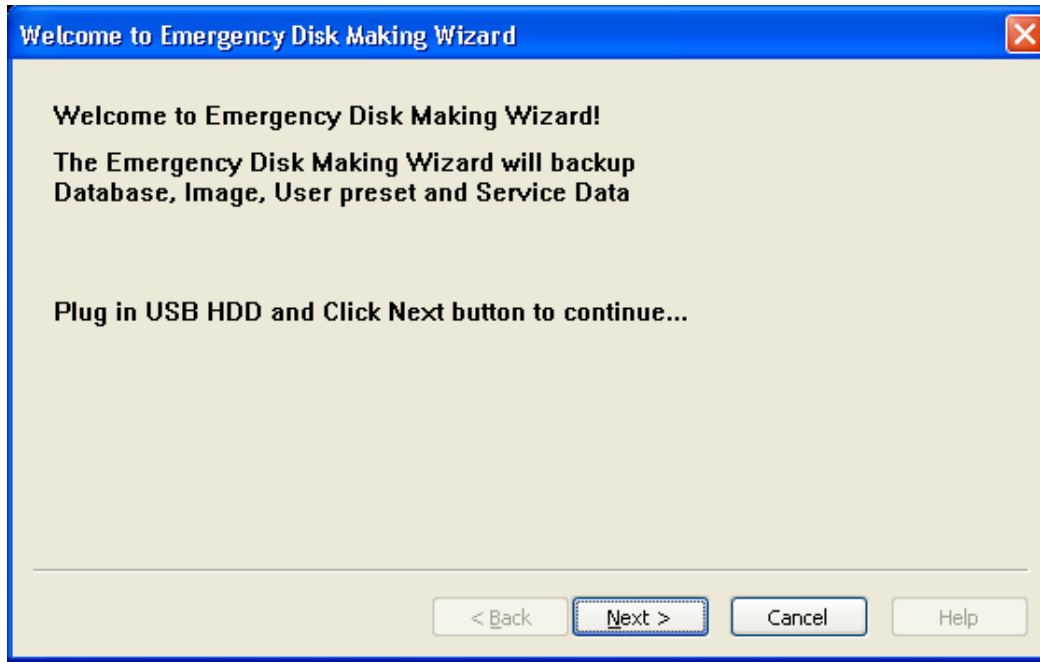 Welcome to Emergency Disk Making Wizard
Welcome to Emergency Disk Making Wizard!
The Emergency Disk Making Wizard will backup
Database, Image, User preset and Service Data
Plug in USB HDD and Click Next button to continue...
< Back Next > Cancel Help